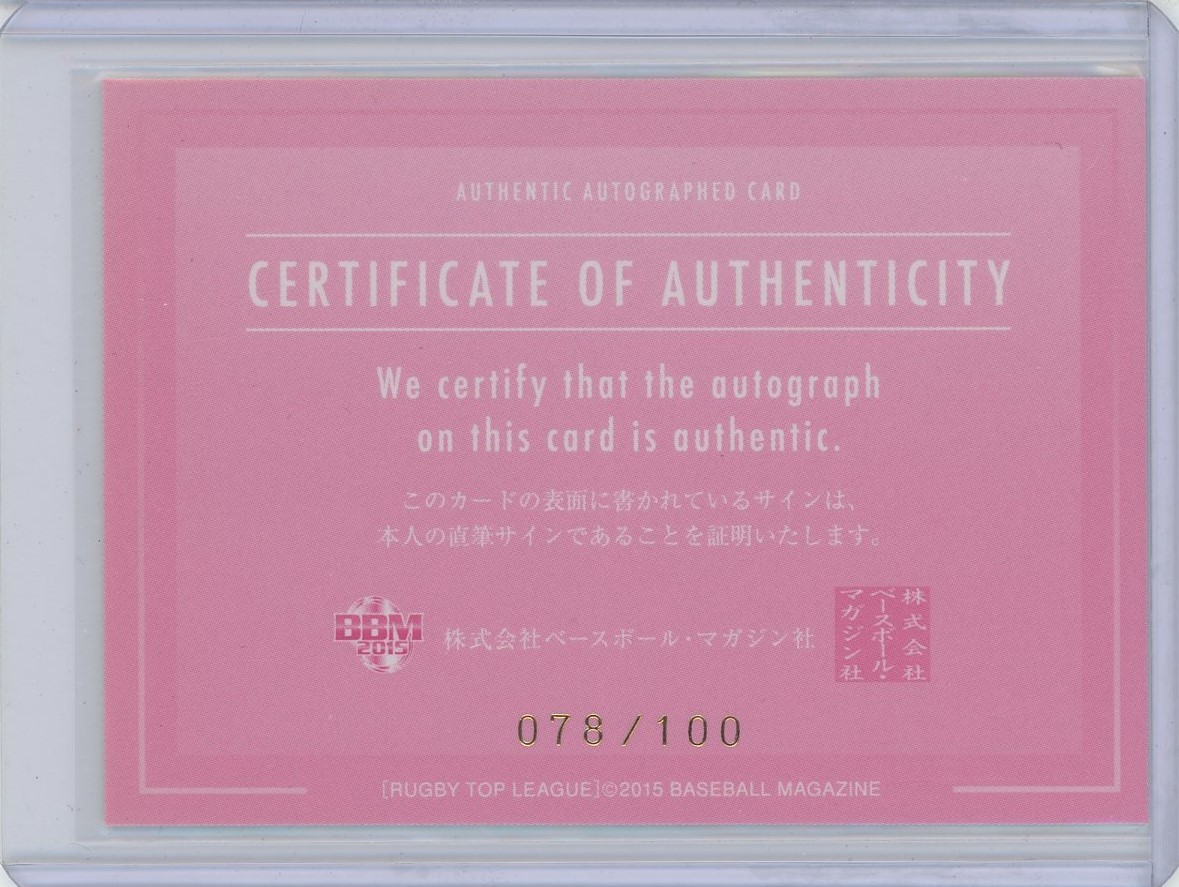 AUTHENTIC AUTOGRAPHED CARD
CERTIFICATE OF AUTHENTICITY
We certify that the autograph
on this card is authentic.
このカードの表面に書かれているサインは、
本人の直筆サインであることを証明いたします。
BBM
2015
株式会社ベースボール・マガジン社
株式会社
ベースボール・
マガジン社
078/100
[RUGBY TOP LEAGUE]©2015 BASEBALL MAGAZINE